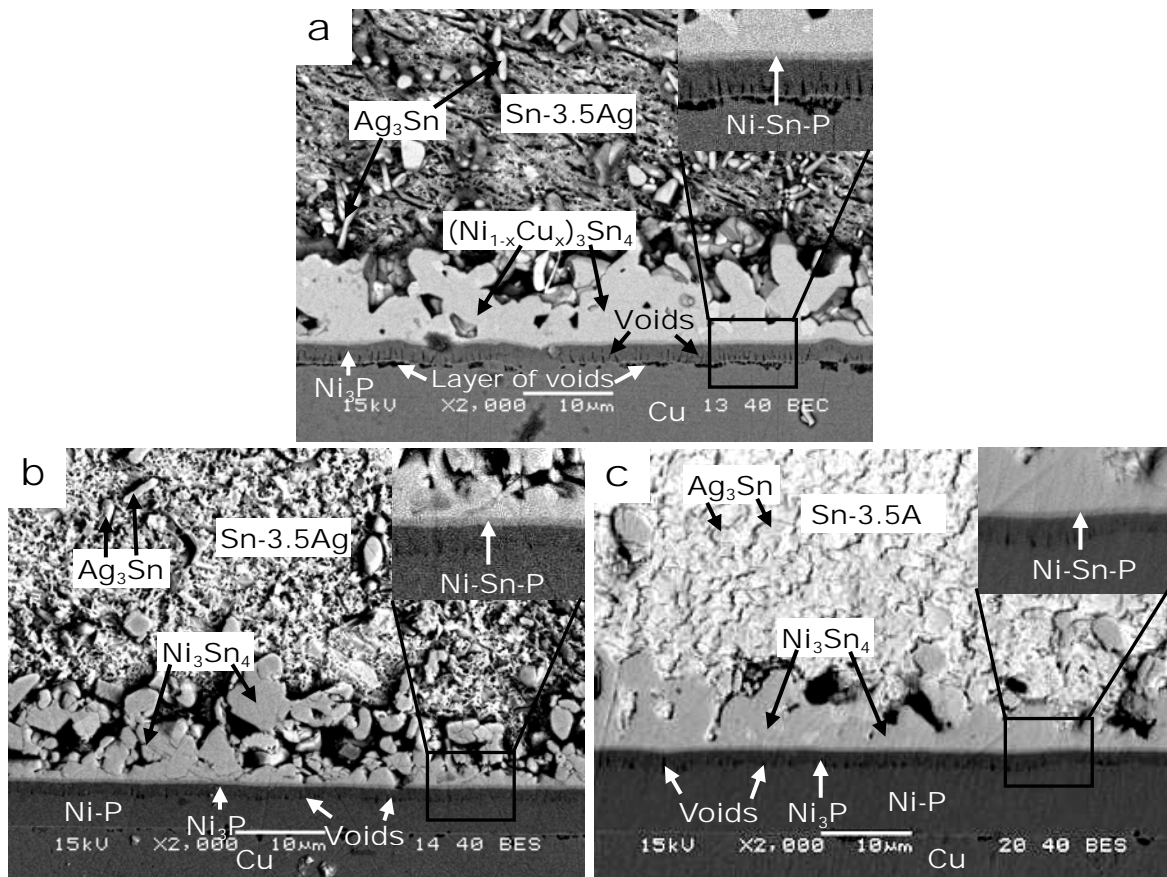 a
Ni-Sn-P
Ag₃Sn
Sn-3.5Ag
(Ni₁₋ₓCuₓ)₃Sn₄
Voids
Ni₃P
Layer of voids
15kV X2,000 10μm 13 40 BEC
Cu
b
Sn-3.5Ag
Ag₃Sn
Ni-Sn-P
Ni₃Sn₄
Ni-P
Ni₃P
Voids
15kV X2,000 10μm 14 40 BES
Cu
c
Ag₃Sn
Sn-3.5A
Ni-Sn-P
Ni₃Sn₄
Voids
Ni₃P
Ni-P
15kV X2,000 10μm 20 40 BES
Cu